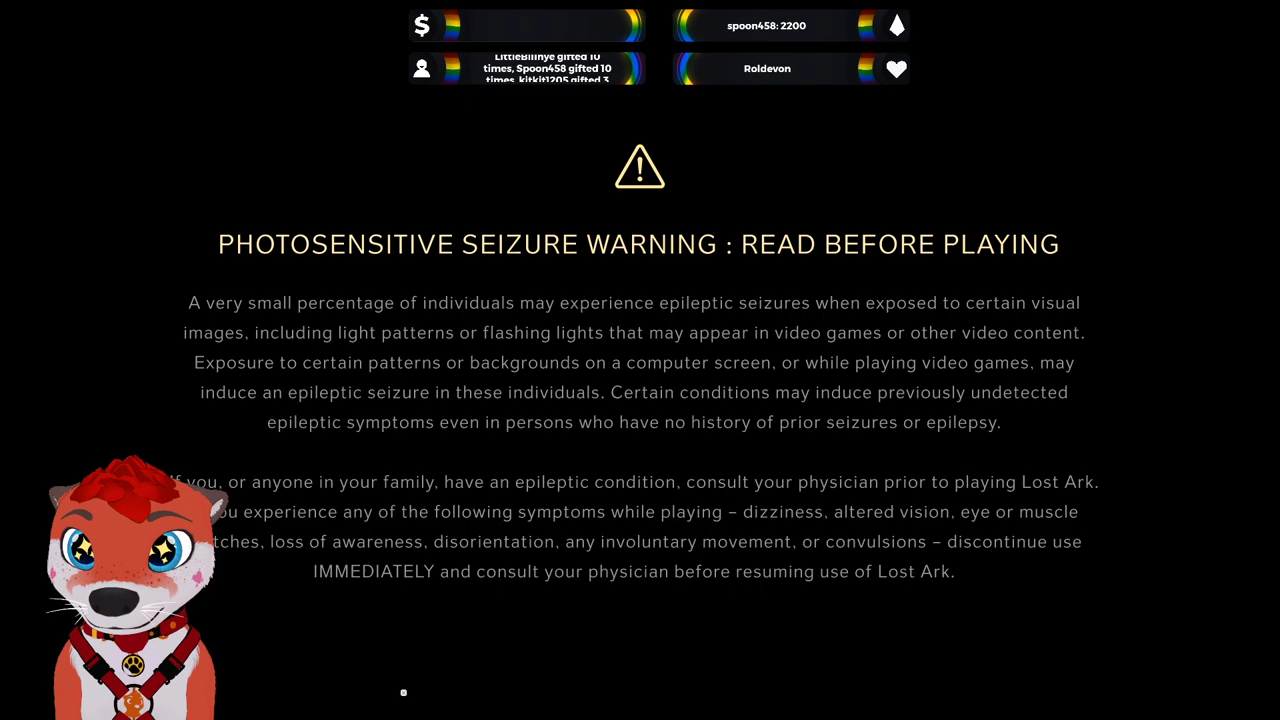 $
spoon458: 2200
LittleBillnye gifted 10
times, Spoon458 gifted 10
times, kitkit1205 gifted 3
Roldevon
PHOTOSENSITIVE SEIZURE WARNING : READ BEFORE PLAYING
A very small percentage of individuals may experience epileptic seizures when exposed to certain visual
images, including light patterns or flashing lights that may appear in video games or other video content.
Exposure to certain patterns or backgrounds on a computer screen, or while playing video games, may
induce an epileptic seizure in these individuals. Certain conditions may induce previously undetected
epileptic symptoms even in persons who have no history of prior seizures or epilepsy.
If you, or anyone in your family, have an epileptic condition, consult your physician prior to playing Lost Ark.
you experience any of the following symptoms while playing – dizziness, altered vision, eye or muscle
tches, loss of awareness, disorientation, any involuntary movement, or convulsions – discontinue use
IMMEDIATELY and consult your physician before resuming use of Lost Ark.